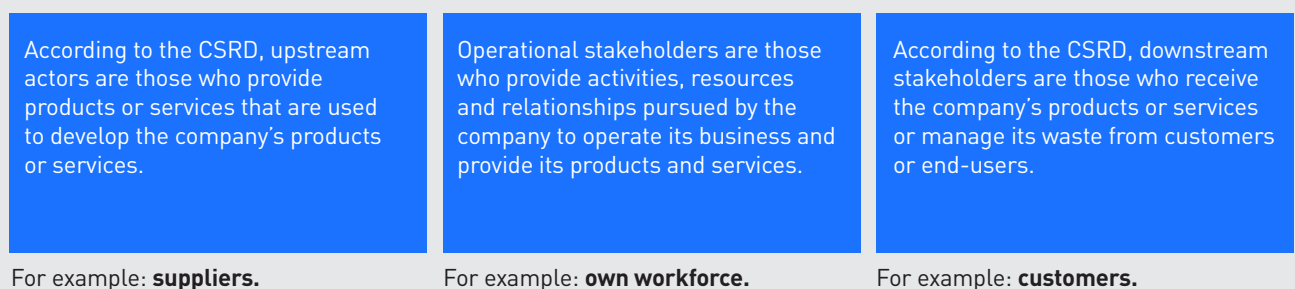 According to the CSRD, upstream
actors are those who provide
products or services that are used
to develop the company's products
or services.
For example: suppliers.
Operational stakeholders are those
who provide activities, resources
and relationships pursued by the
company to operate its business and
provide its products and services.
For example: own workforce.
According to the CSRD, downstream
stakeholders are those who receive
the company's products or services
or manage its waste from customers
or end-users.
For example: customers.